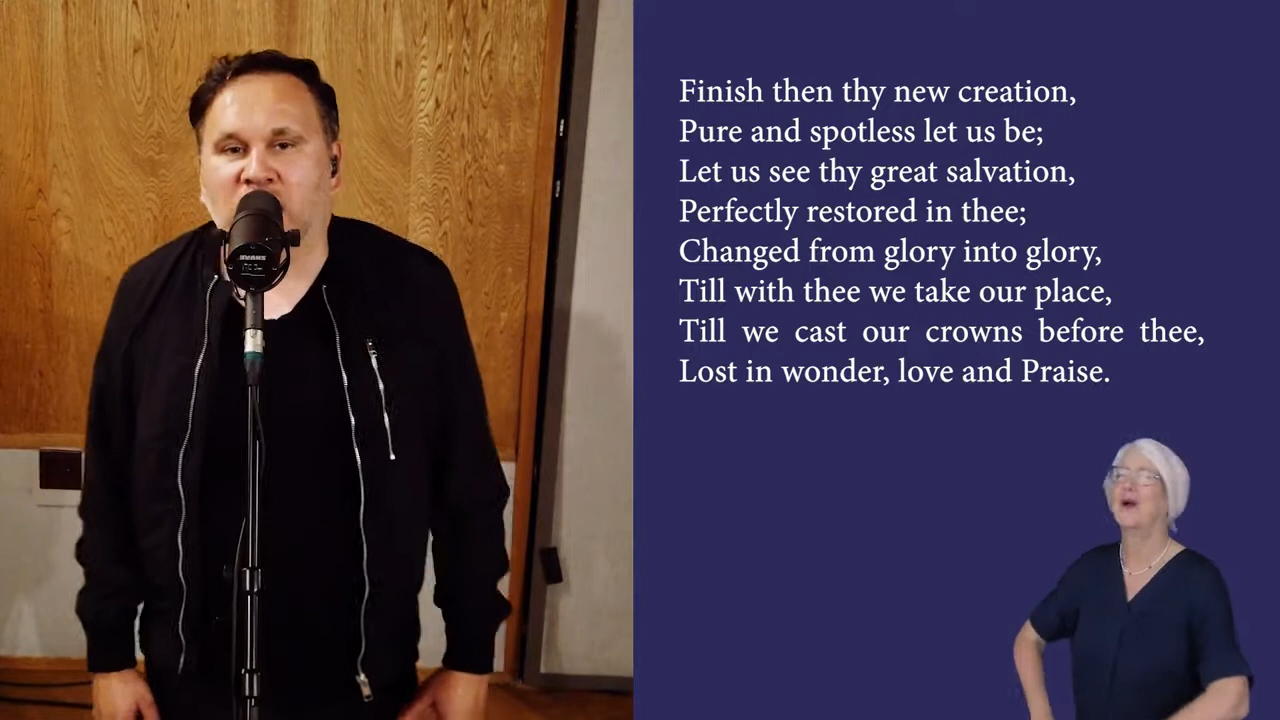 Finish then thy new creation,
Pure and spotless let us be;
Let us see thy great salvation,
Perfectly restored in thee;
Changed from glory into glory,
Till with thee we take our place,
Till we cast our crowns before thee,
Lost in wonder, love and Praise.